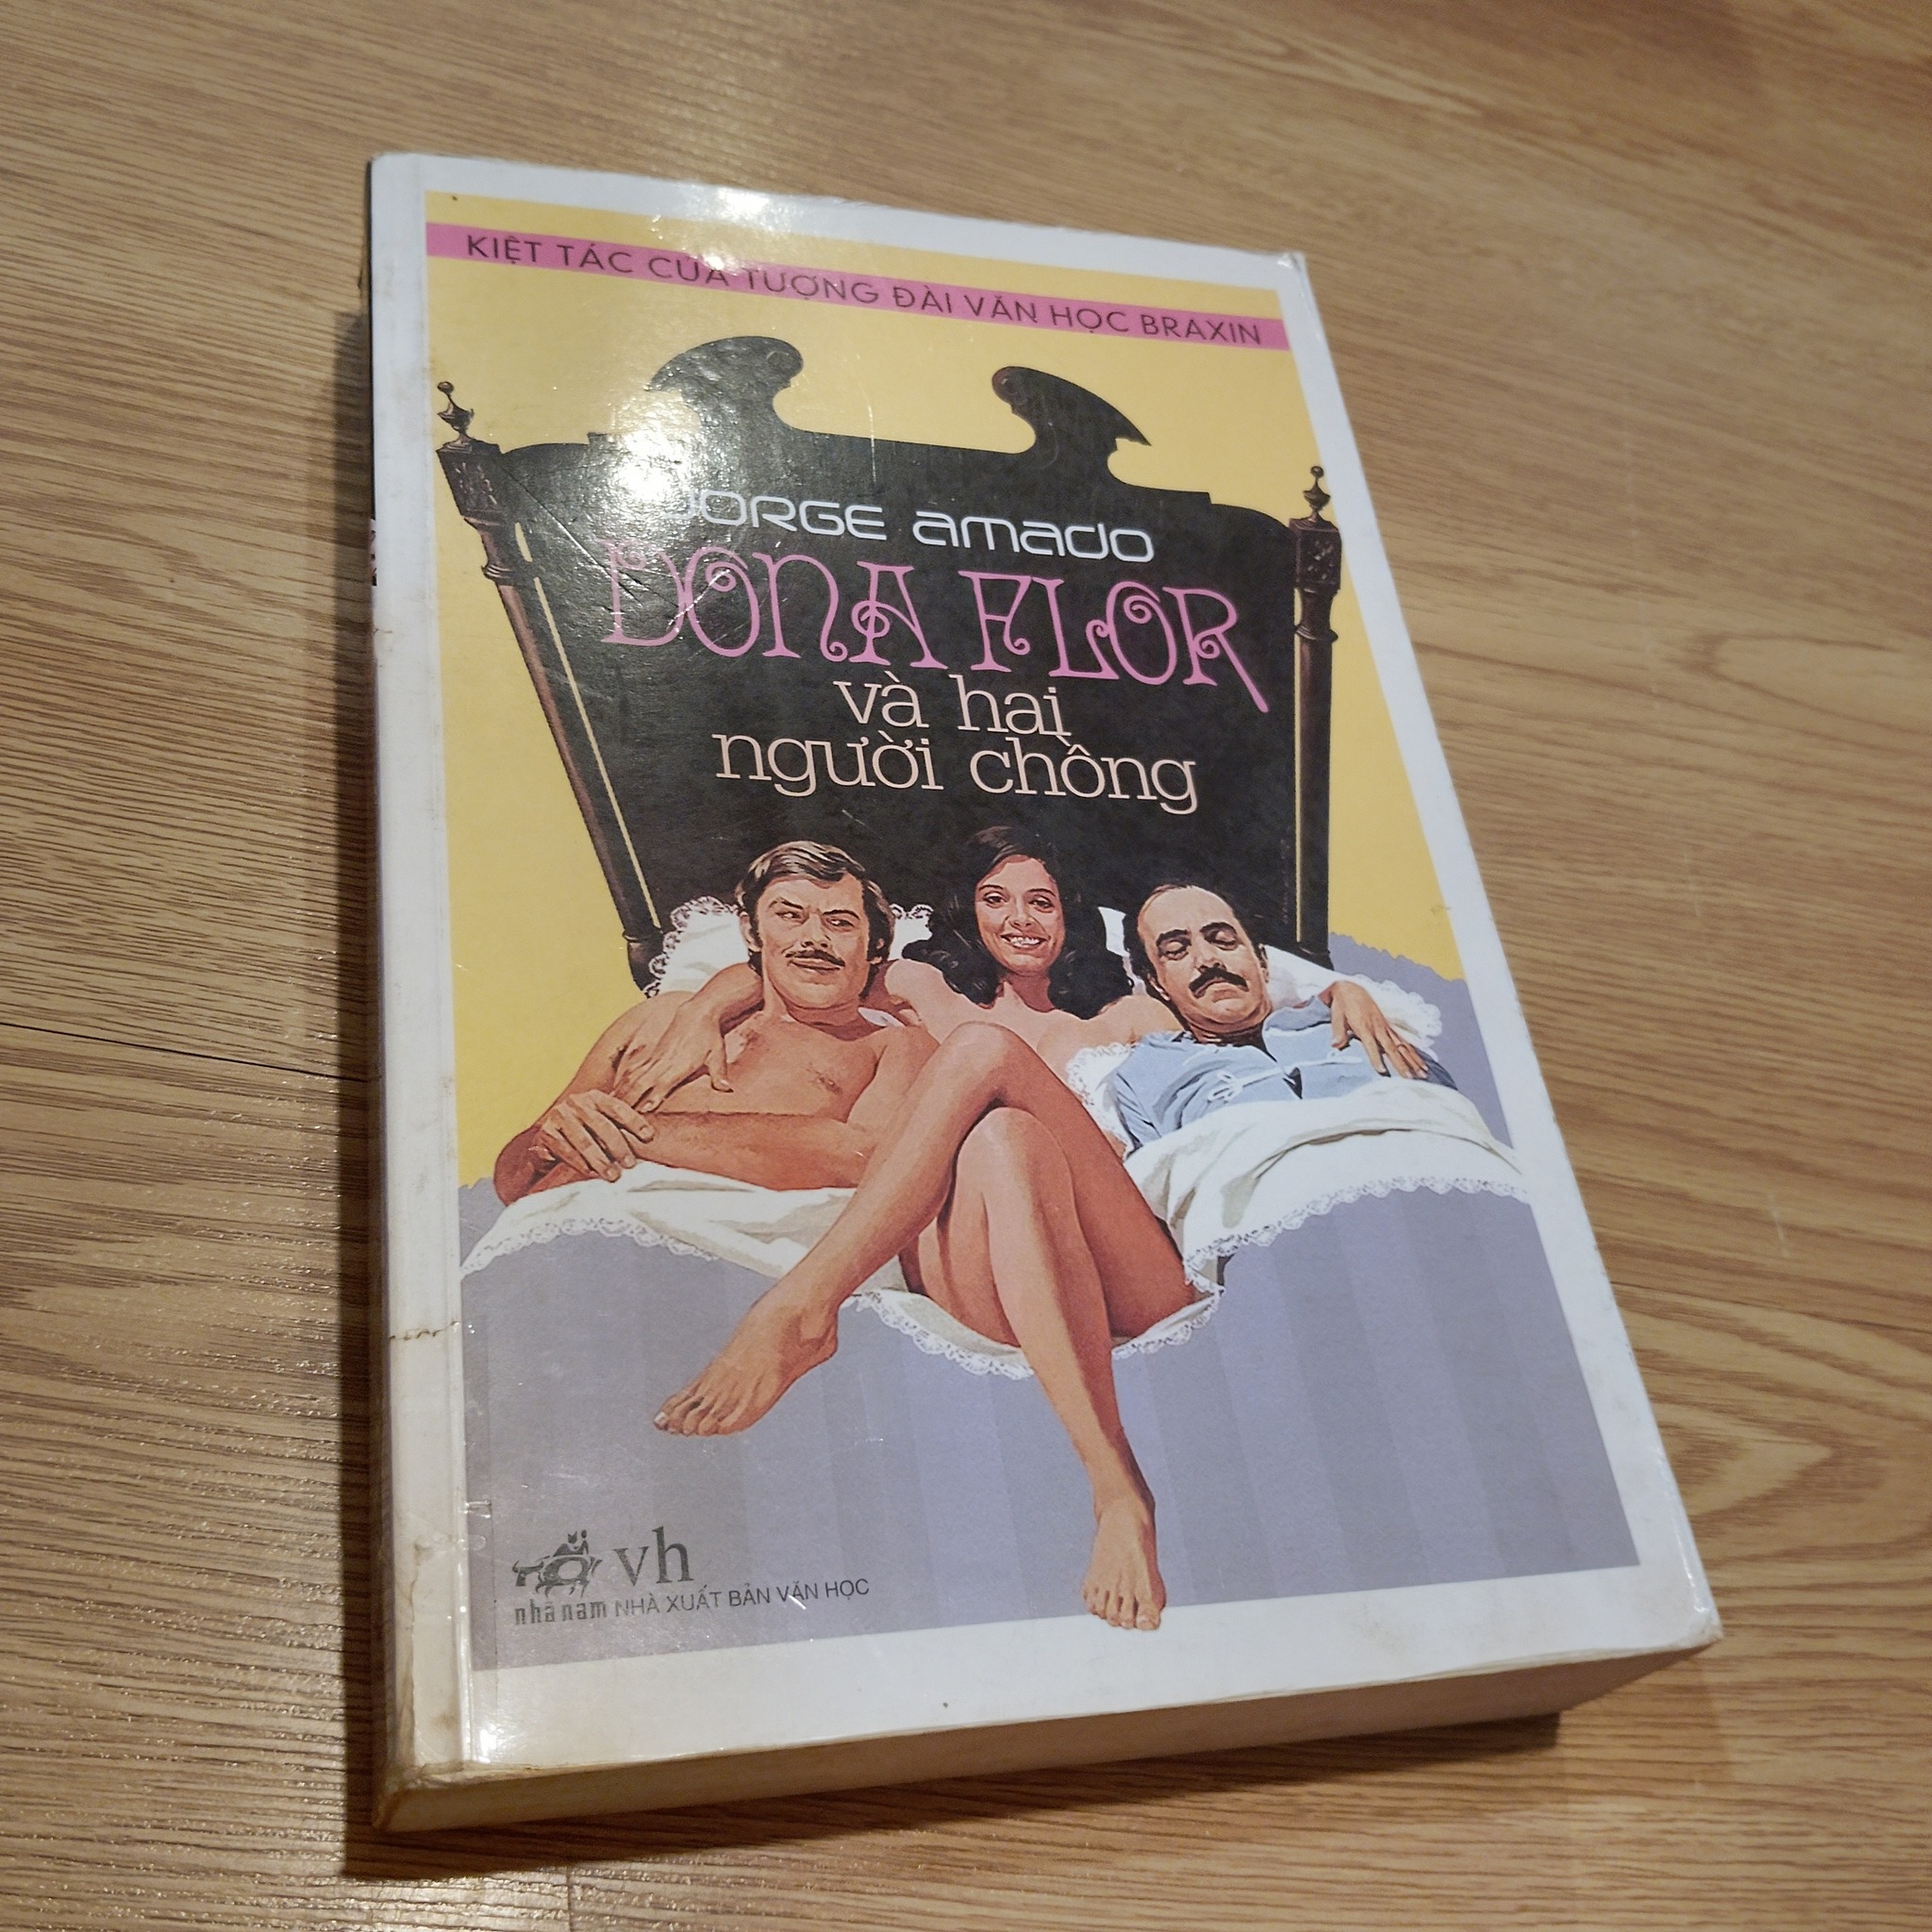 KIỆT TÁC CỦA TƯỢNG ĐÀI VĂN HỌC BRAXIN
JORGE amado
DONA FLOR
và hai
người chồng
vh
nhã nam NHÀ XUẤT BẢN VĂN HỌC